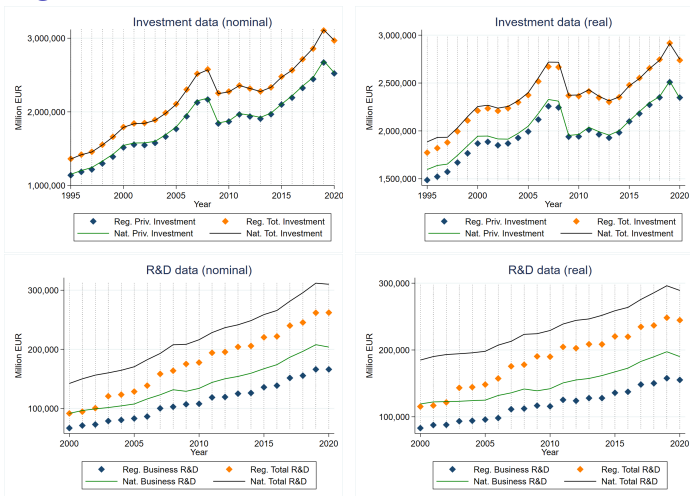 Investment data (nominal)
3,000,000
2,000,000
1,000,000
Million EUR
1995 2000 2005 2010 2015 2020
Year
Reg. Priv. Investment Reg. Tot. Investment
Nat. Priv. Investment Nat. Tot. Investment
Investment data (real)
3,000,000
2,500,000
2,000,000
1,500,000
Million EUR
1995 2000 2005 2010 2015 2020
Year
Reg. Priv. Investment Reg. Tot. Investment
Nat. Priv. Investment Nat. Tot. Investment
R&D data (nominal)
300,000
200,000
100,000
Million EUR
2000 2005 2010 2015 2020
Year
Reg. Business R&D Reg. Total R&D
Nat. Business R&D Nat. Total R&D
R&D data (real)
300,000
200,000
100,000
Million EUR
2000 2005 2010 2015 2020
Year
Reg. Business R&D Reg. Total R&D
Nat. Business R&D Nat. Total R&D